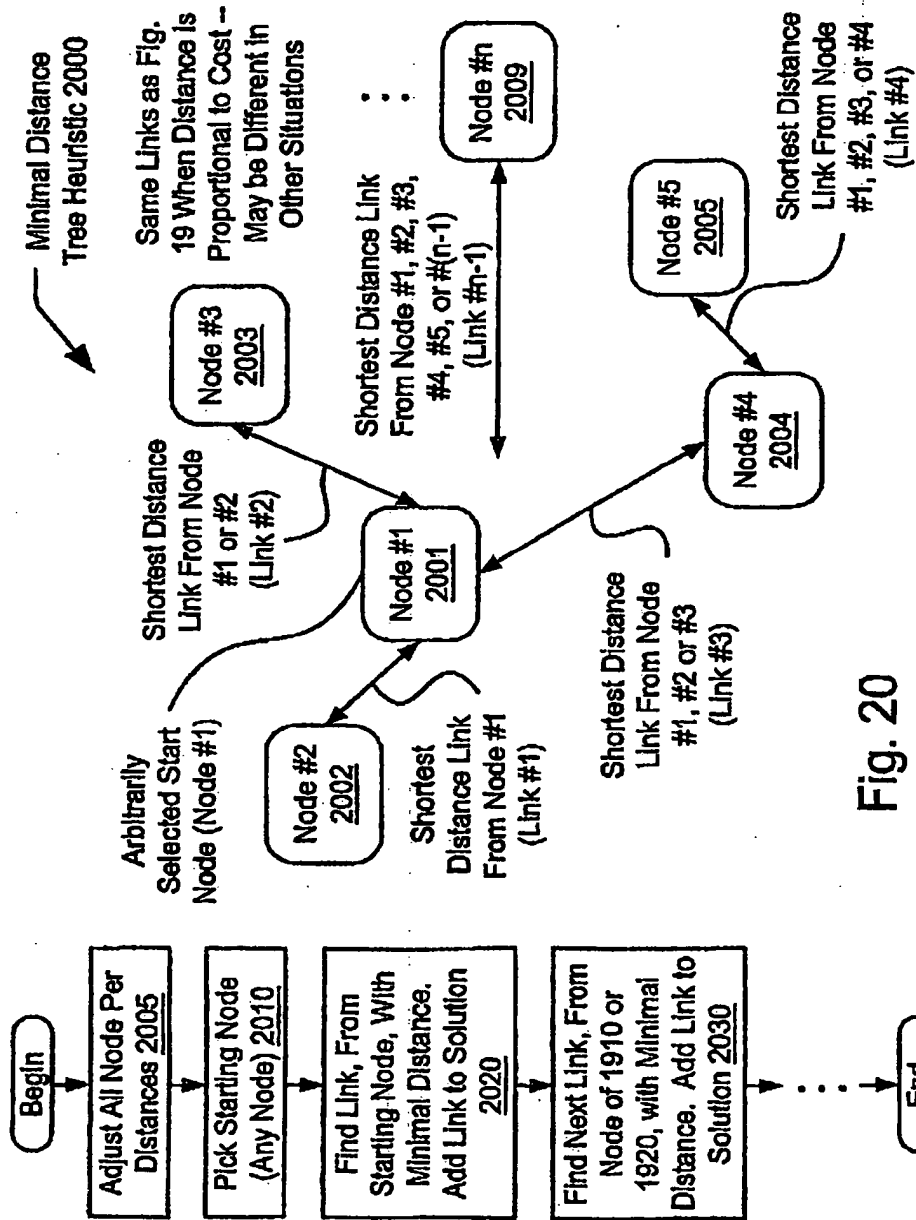 Minimal Distance
Tree Heuristic 2000
Same Links as Fig.
19 When Distance Is
Proportional to Cost --
May be Different in
Other Situations
Begin
Adjust All Node Per
Distances 2005
Pick Starting Node
(Any Node) 2010
Find Link, From
Starting Node, With
Minimal Distance.
Add Link to Solution
2020
Find Next Link, From
Node of 1910 or
1920, with Minimal
Distance. Add Link to
Solution 2030
End
Arbitrarily
Selected Start
Node (Node #1)
Shortest Distance
Link From Node
#1 or #2
(Link #2)
Node #3
2003
Node #1
2001
Node #2
2002
Shortest
Distance Link
From Node #1
(Link #1)
Shortest Distance Link
From Node #1, #2, #3,
#4, #5, or #(n-1)
(Link #n-1)
Node #n
2009
Shortest Distance
Link From Node
#1, #2 or #3
(Link #3)
Node #4
2004
Node #5
2005
Shortest Distance
Link From Node
#1, #2, #3, or #4
(Link #4)
Fig. 20